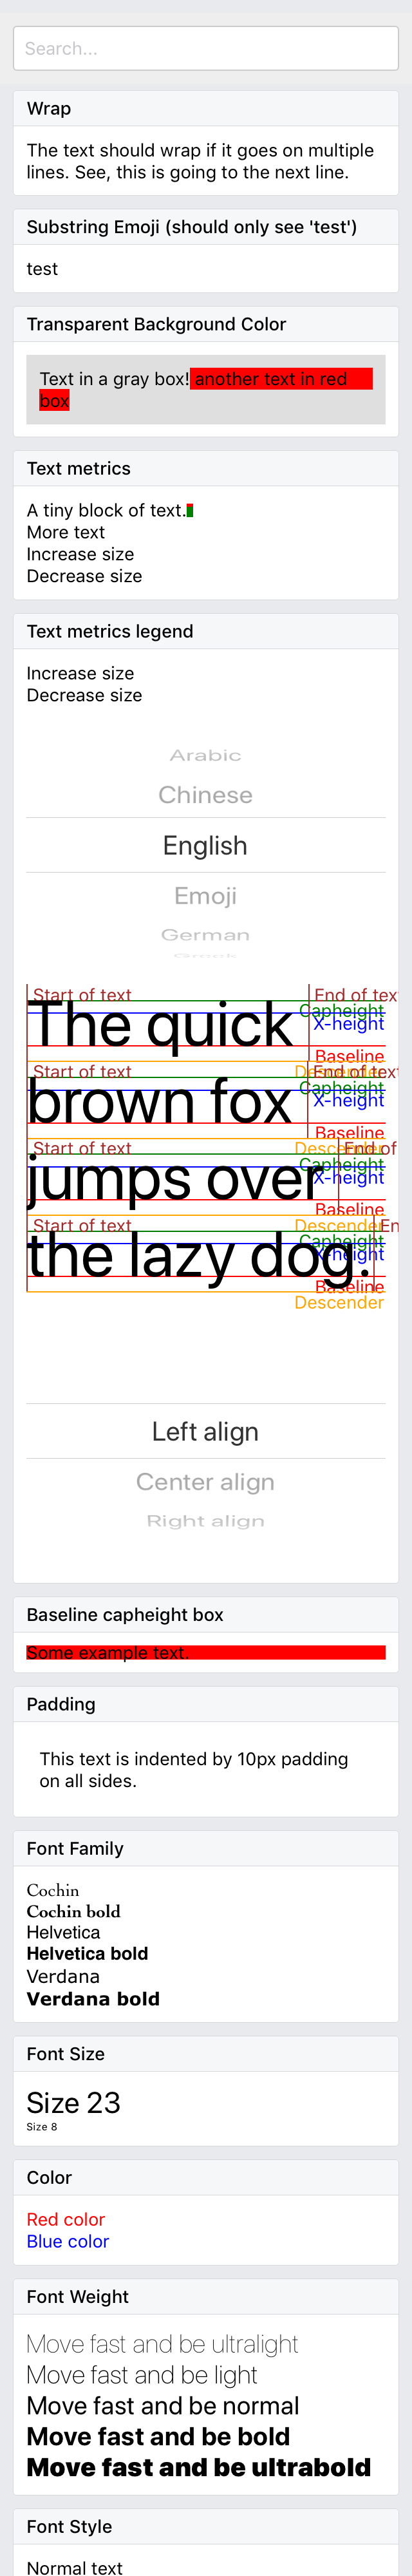 Search...
Wrap
The text should wrap if it goes on multiple
lines. See, this is going to the next line.
Substring Emoji (should only see 'test')
test
Transparent Background Color
Text in a gray box! another text in red
box
Text metrics
A tiny block of text.
More text
Increase size
Decrease size
Text metrics legend
Increase size
Decrease size
Arabic
Chinese
English
Emoji
German
Greek
Start of text
End of text
Capheight
X-height
The quick
Baseline
Descender
Start of text
End of text
Capheight
X-height
brown fox
Baseline
Descender
Start of text
End of
Capheight
X-height
jumps over
Baseline
Descender
Start of text
En
Capheight
X-height
the lazy dog.
Baseline
Descender
Left align
Center align
Right align
Baseline capheight box
Some example text.
Padding
This text is indented by 10px padding
on all sides.
Font Family
Cochin
Cochin bold
Helvetica
Helvetica bold
Verdana
Verdana bold
Font Size
Size 23
Size 8
Color
Red color
Blue color
Font Weight
Move fast and be ultralight
Move fast and be light
Move fast and be normal
Move fast and be bold
Move fast and be ultrabold
Font Style
Normal text